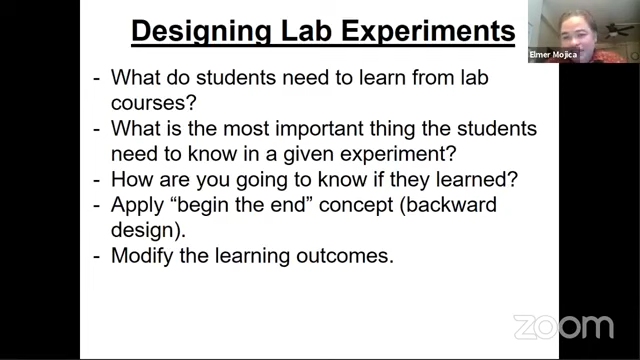 Designing Lab Experiments
Elmer Mojica
- What do students need to learn from lab
courses?
- What is the most important thing the students
need to know in a given experiment?
- How are you going to know if they learned?
- Apply “begin the end” concept (backward
design).
- Modify the learning outcomes.
zoom